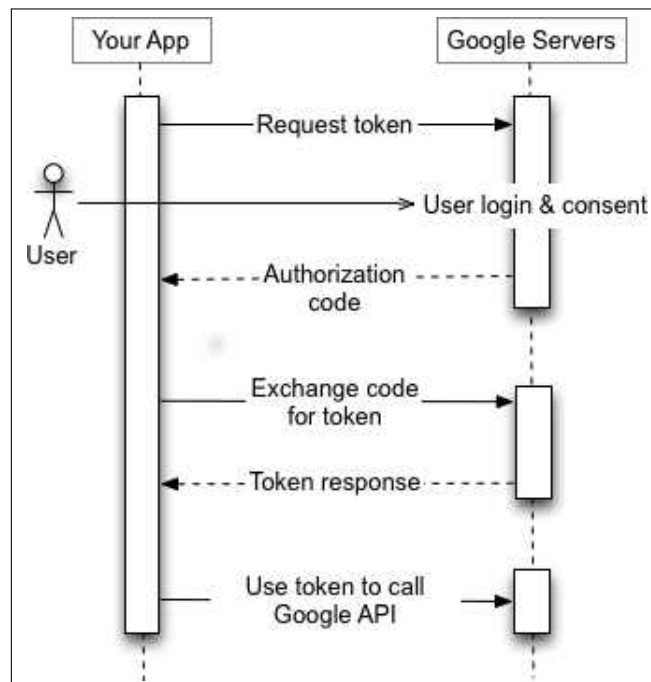 Your App
Google Servers
Request token
User login & consent
User
Authorization
code
Exchange code
for token
Token response
Use token to call
Google API